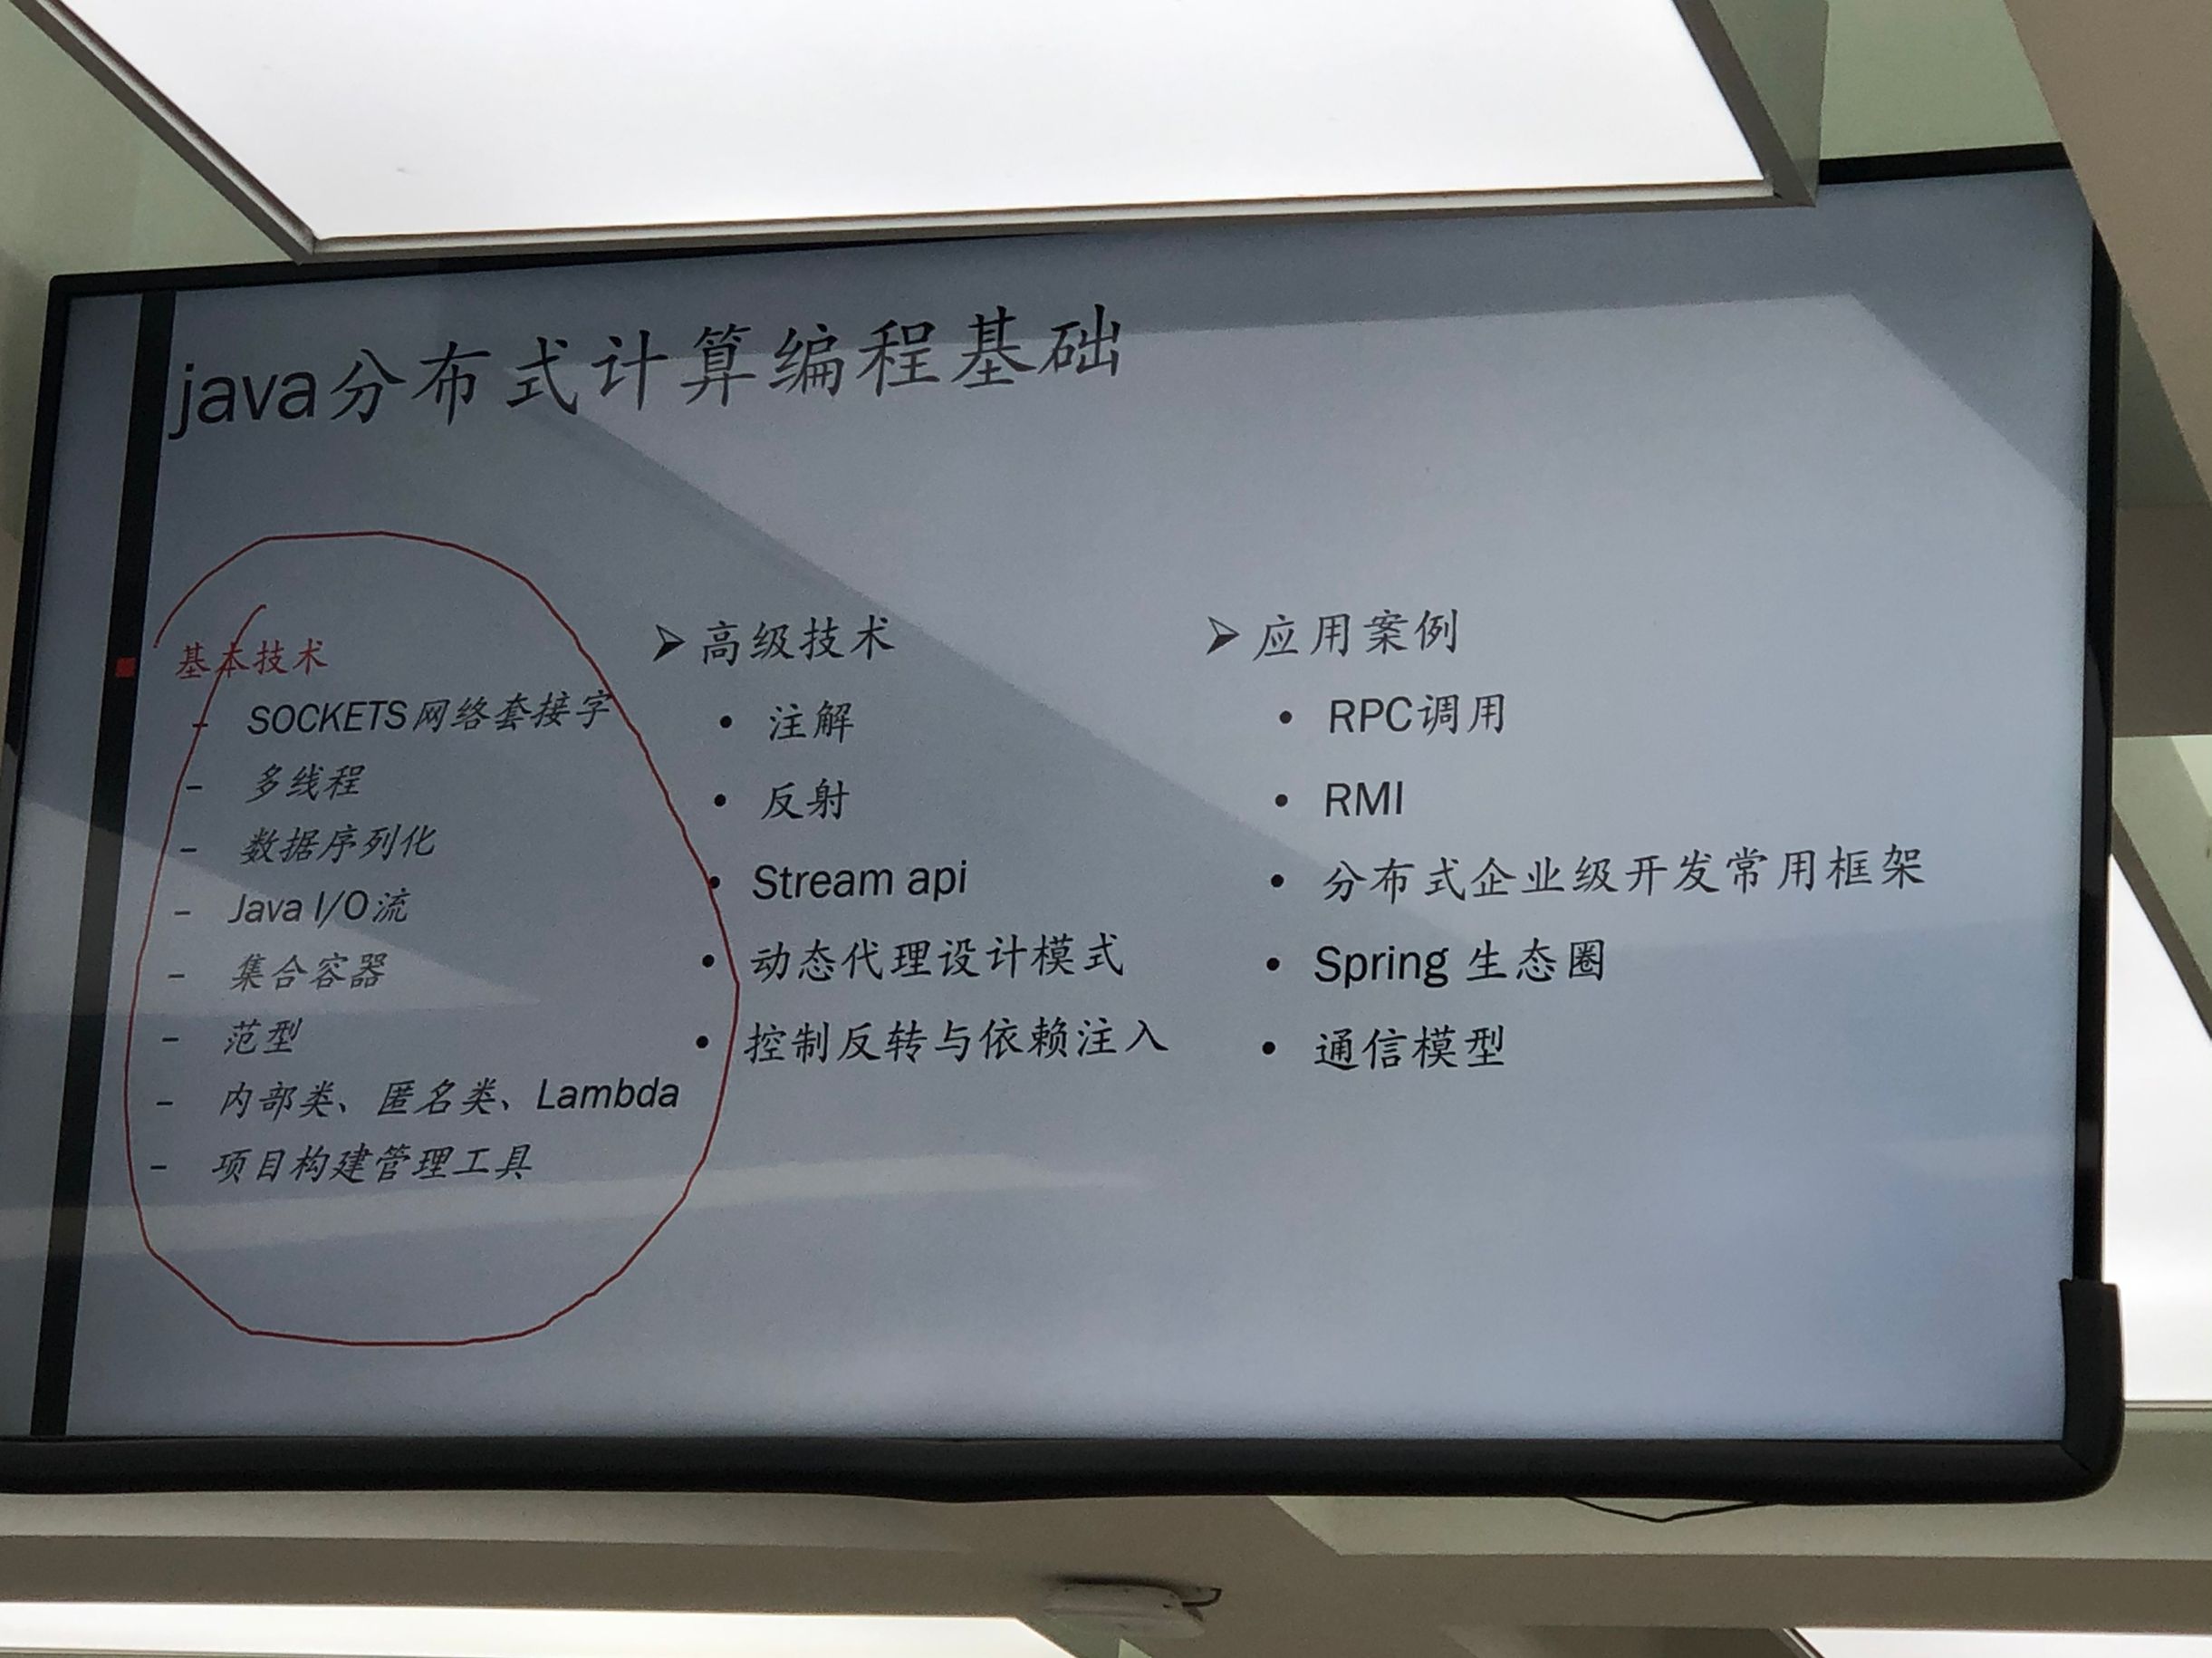 java分布式计算编程基础
基本技术
– SOCKETS网络套接字
– 多线程
– 数据序列化
– Java I/O流
– 集合容器
– 范型
– 内部类、匿名类、Lambda
– 项目构建管理工具
➢ 高级技术
• 注解
• 反射
• Stream api
• 动态代理设计模式
• 控制反转与依赖注入
➢ 应用案例
• RPC调用
• RMI
• 分布式企业级开发常用框架
• Spring 生态圈
• 通信模型